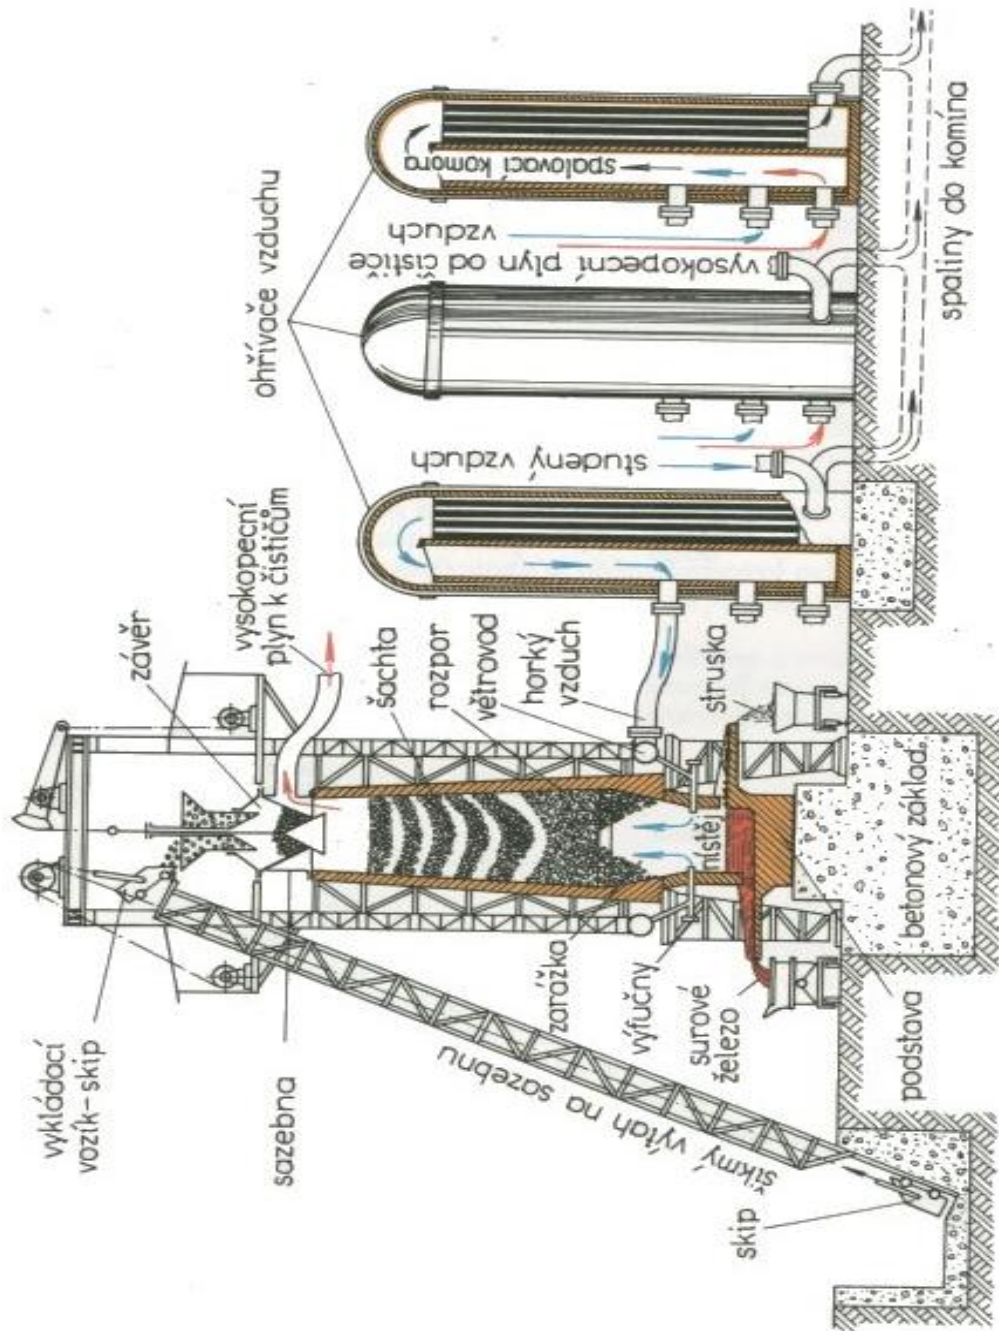 vykládací
vozík-skip
sazebna
závěr
vysokopecní
plyn k čističům
ohřívače vzduchu
šikmý výtah na sazebnu
skip
šachta
rozpor
větrovod
horký
vzduch
zarážka
výfučny
surové
železo
nístěj
struska
podstava
betonový základ
studený vzduch
vysokopecní plyn od čističe
vzduch
spalovací komora
spaliny do komína